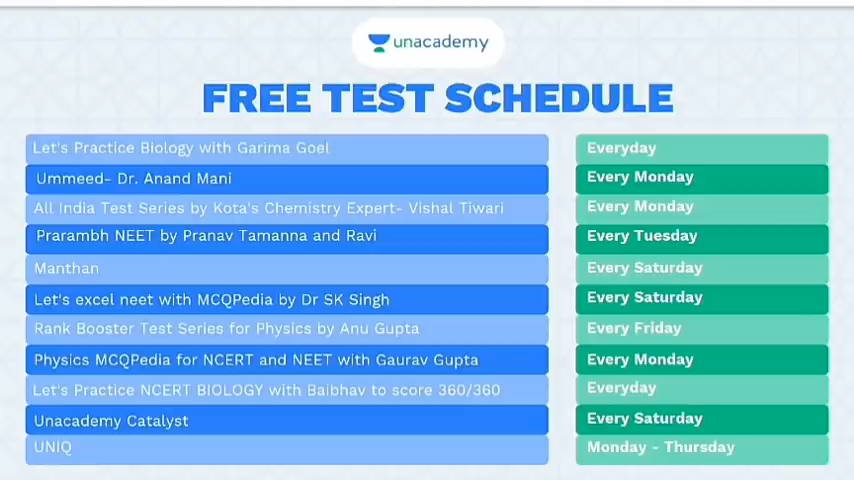 unacademy
FREE TEST SCHEDULE
Let's Practice Biology with Garima Goel Everyday
Ummeed- Dr. Anand Mani Every Monday
All India Test Series by Kota's Chemistry Expert- Vishal Tiwari Every Monday
Prarambh NEET by Pranav Tamanna and Ravi Every Tuesday
Manthan Every Saturday
Let's excel neet with MCQPedia by Dr SK Singh Every Saturday
Rank Booster Test Series for Physics by Anu Gupta Every Friday
Physics MCQPedia for NCERT and NEET with Gaurav Gupta Every Monday
Let's Practice NCERT BIOLOGY with Baibhav to score 360/360 Everyday
Unacademy Catalyst Every Saturday
UNIQ Monday - Thursday